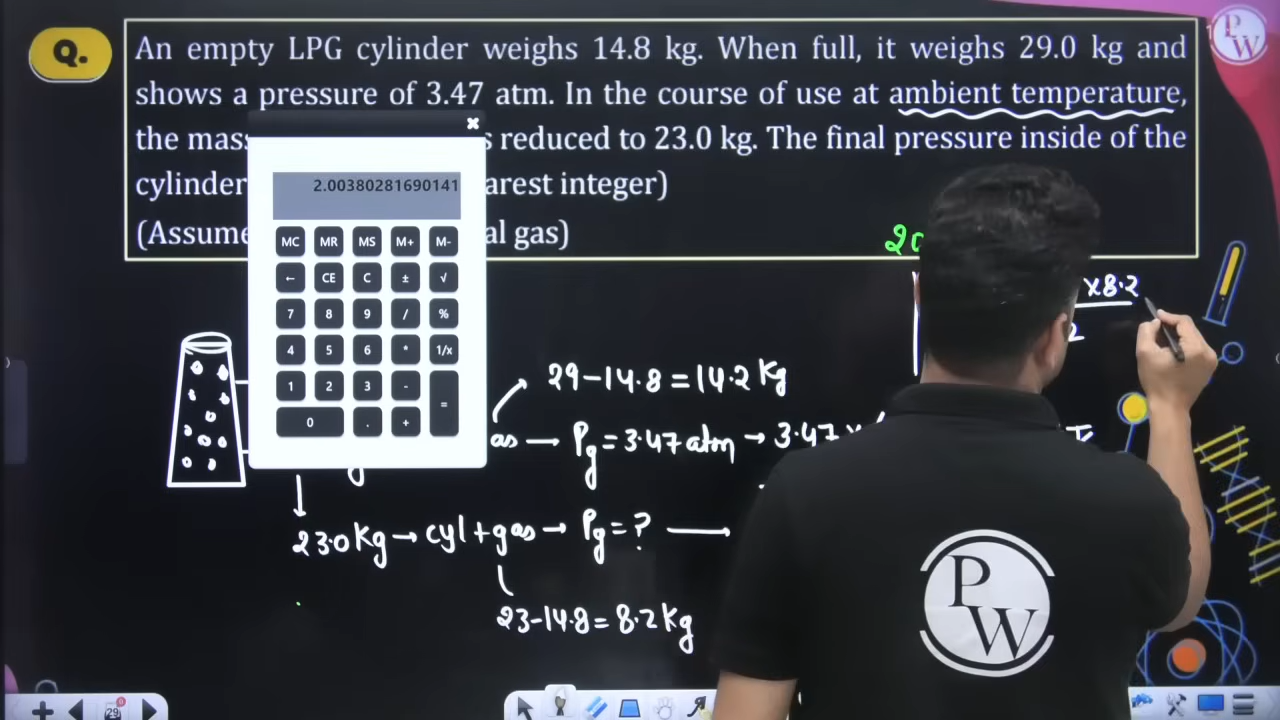 Q.
An empty LPG cylinder weighs 14.8 kg. When full, it weighs 29.0 kg and
shows a pressure of 3.47 atm. In the course of use at ambient temperature,
the mas s reduced to 23.0 kg. The final pressure inside of the
cylinder arest integer)
(Assume al gas)
PW
2.00380281690141
MC MR MS M+ M-
← CE C ± √
7 8 9 / %
4 5 6 * 1/x
1 2 3 - =
0 . +
×8.2
2
29-14.8=14.2 Kg
as → Pg=3.47 atm → 3.47 ×
23.0 Kg → cyl+gas → Pg=? →
23-14.8=8.2 Kg
PW
29